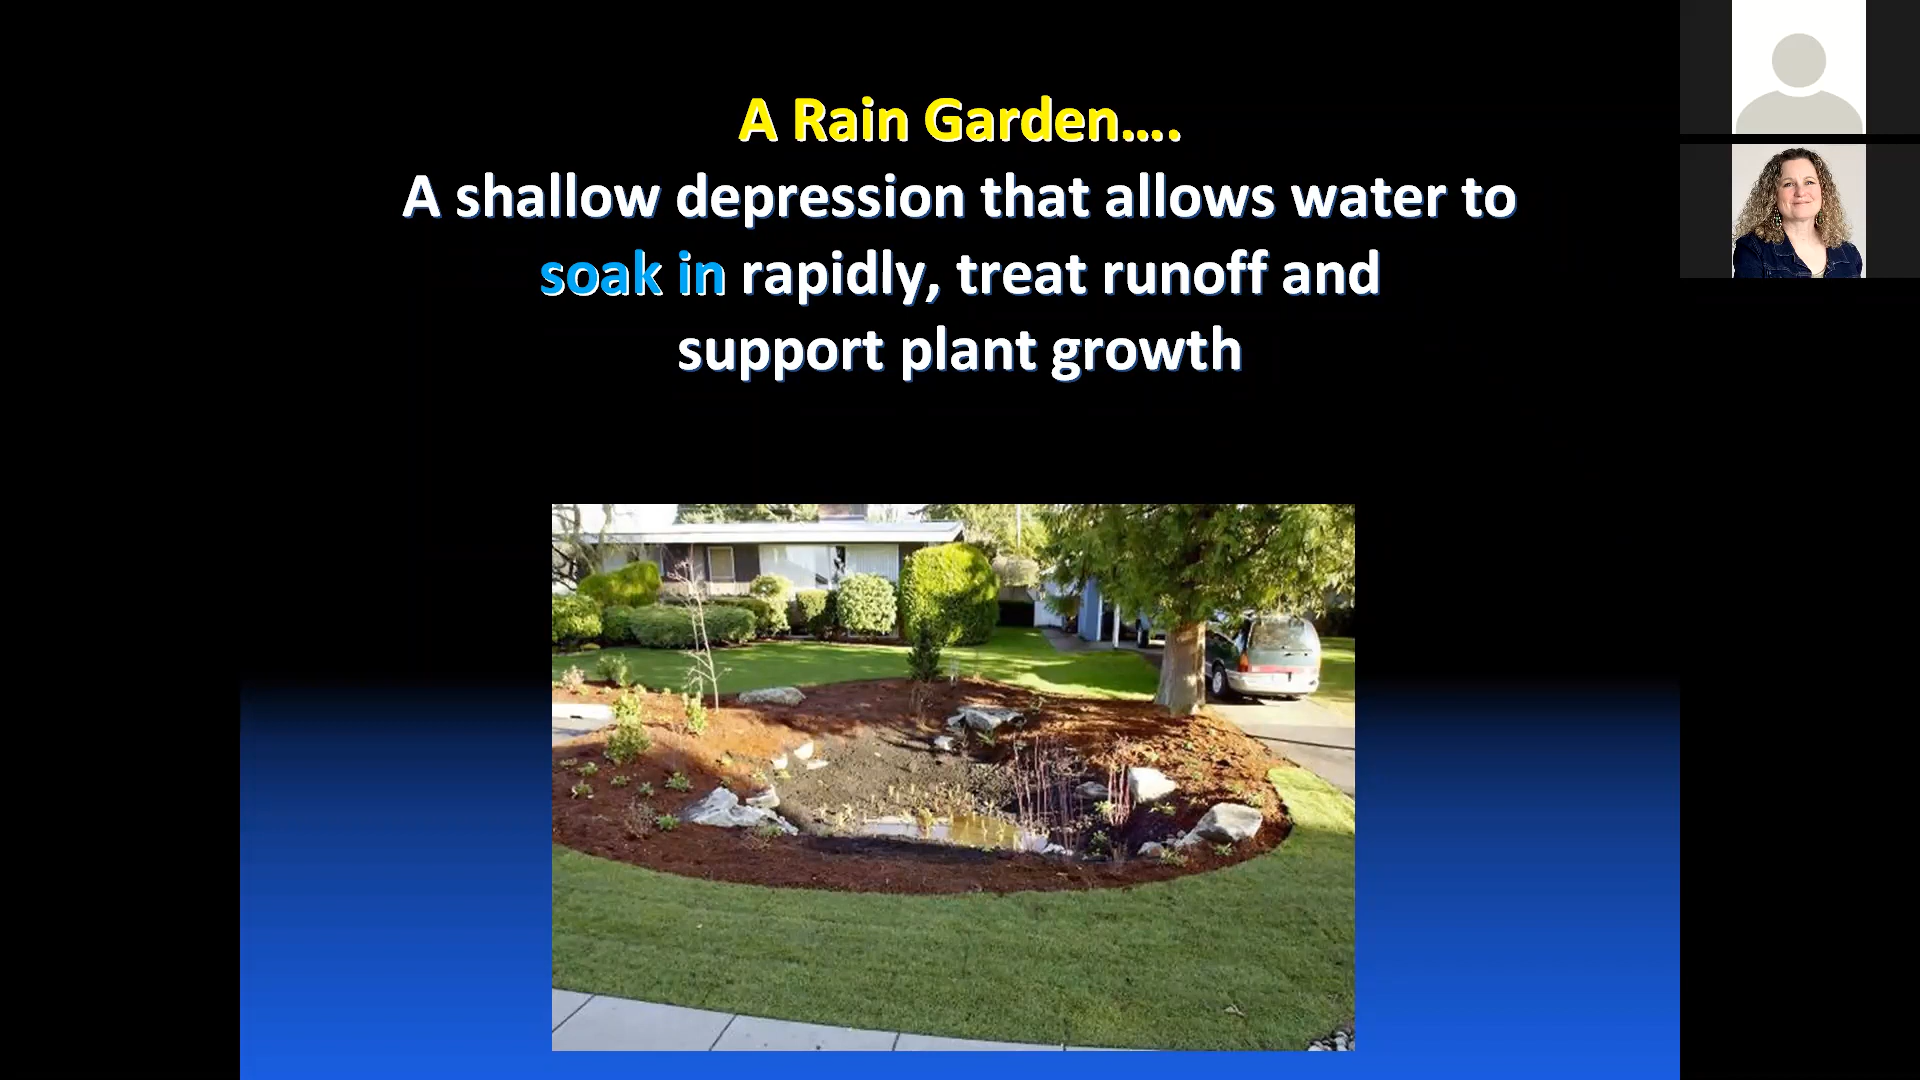 A Rain Garden....
A shallow depression that allows water to
soak in rapidly, treat runoff and
support plant growth